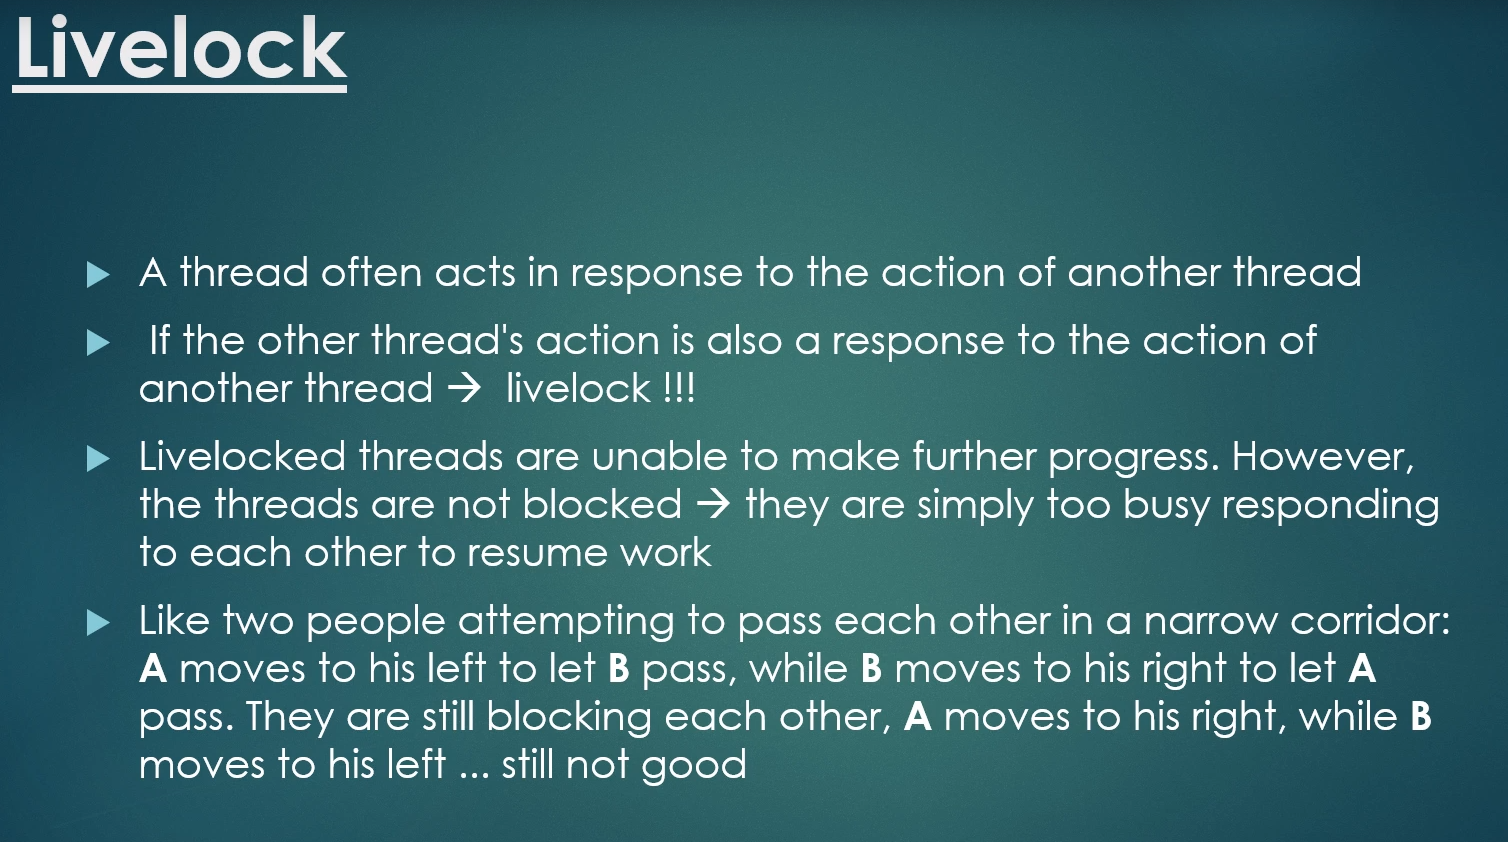 Livelock
A thread often acts in response to the action of another thread
If the other thread's action is also a response to the action of
another thread → livelock !!!
Livelocked threads are unable to make further progress. However,
the threads are not blocked → they are simply too busy responding
to each other to resume work
Like two people attempting to pass each other in a narrow corridor:
A moves to his left to let B pass, while B moves to his right to let A
pass. They are still blocking each other, A moves to his right, while B
moves to his left ... still not good